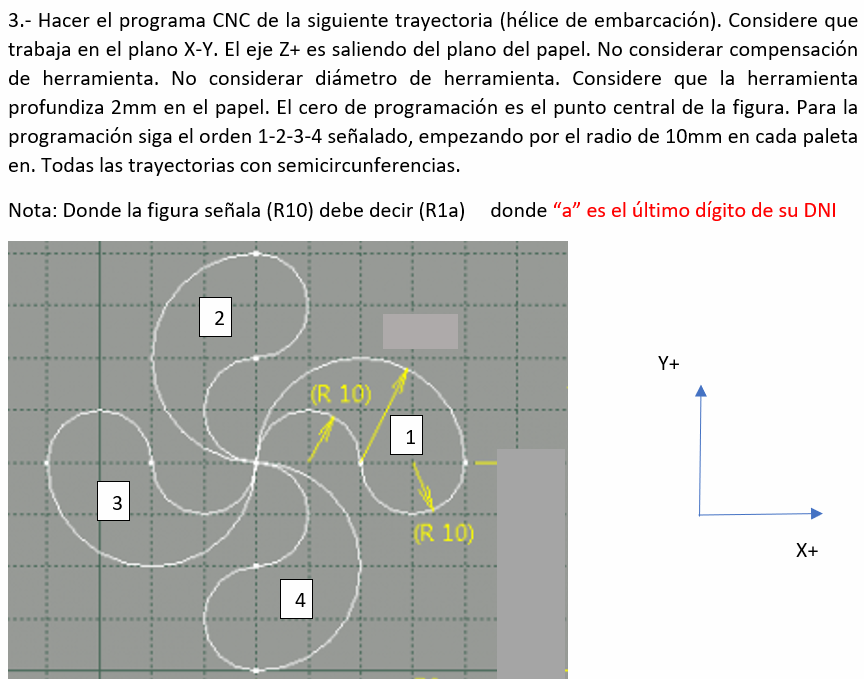 3.- Hacer el programa CNC de la siguiente trayectoria (hélice de embarcación). Considere que
trabaja en el plano X-Y. El eje Z+ es saliendo del plano del papel. No considerar compensación
de herramienta. No considerar diámetro de herramienta. Considere que la herramienta
profundiza 2mm en el papel. El cero de programación es el punto central de la figura. Para la
programación siga el orden 1-2-3-4 señalado, empezando por el radio de 10mm en cada paleta
en. Todas las trayectorias con semicircunferencias.
Nota: Donde la figura señala (R10) debe decir (R1a) donde “a” es el último dígito de su DNI
2
(R 10)
1
3
(R 10)
4
Y+
X+